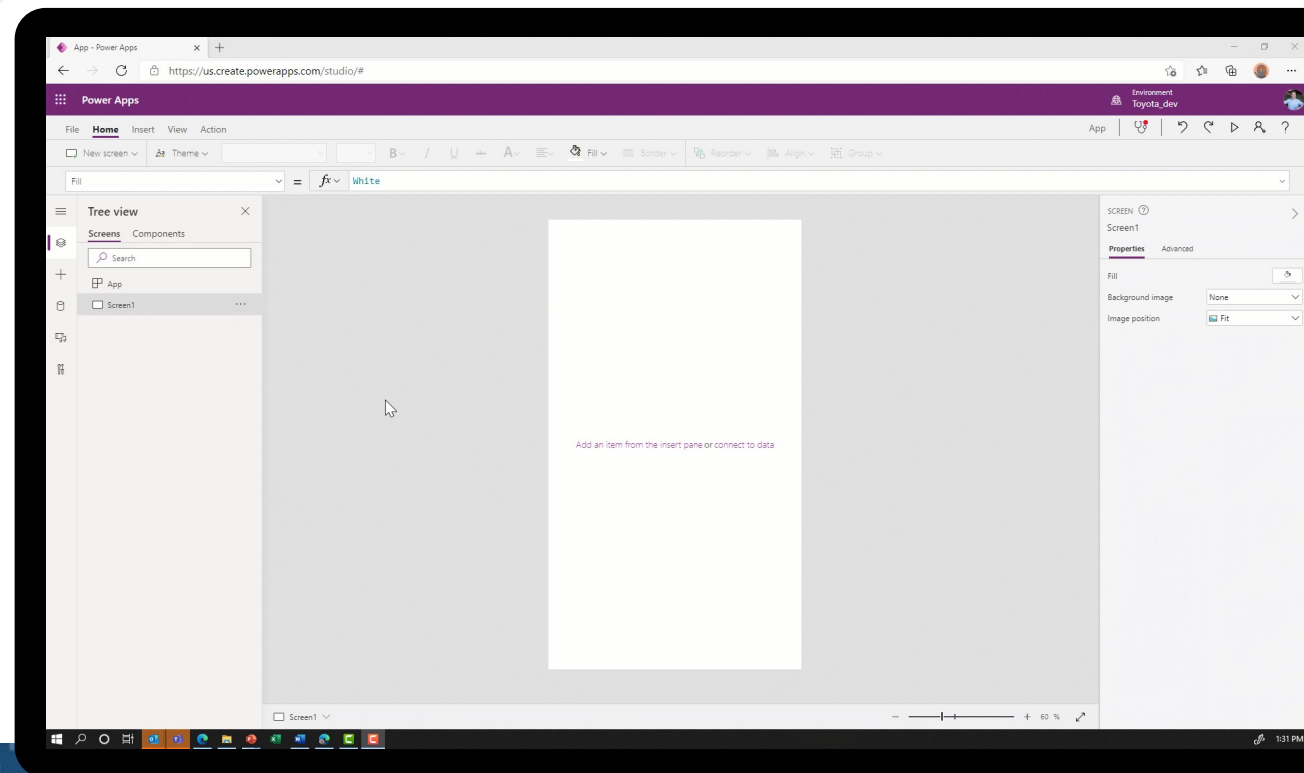 App - Power Apps
https://us.create.powerapps.com/studio/#
Power Apps
Environment
Toyota_dev
File Home Insert View Action
App
New screen Theme B / U A Fill Border Reorder Align Group
Fill = fx White
Tree view
Screens Components
Search
App
Screen1 ...
Add an item from the insert pane or connect to data
SCREEN
Screen1
Properties Advanced
Fill
Background image None
Image position Fit
Screen1
60 %
1:31 PM